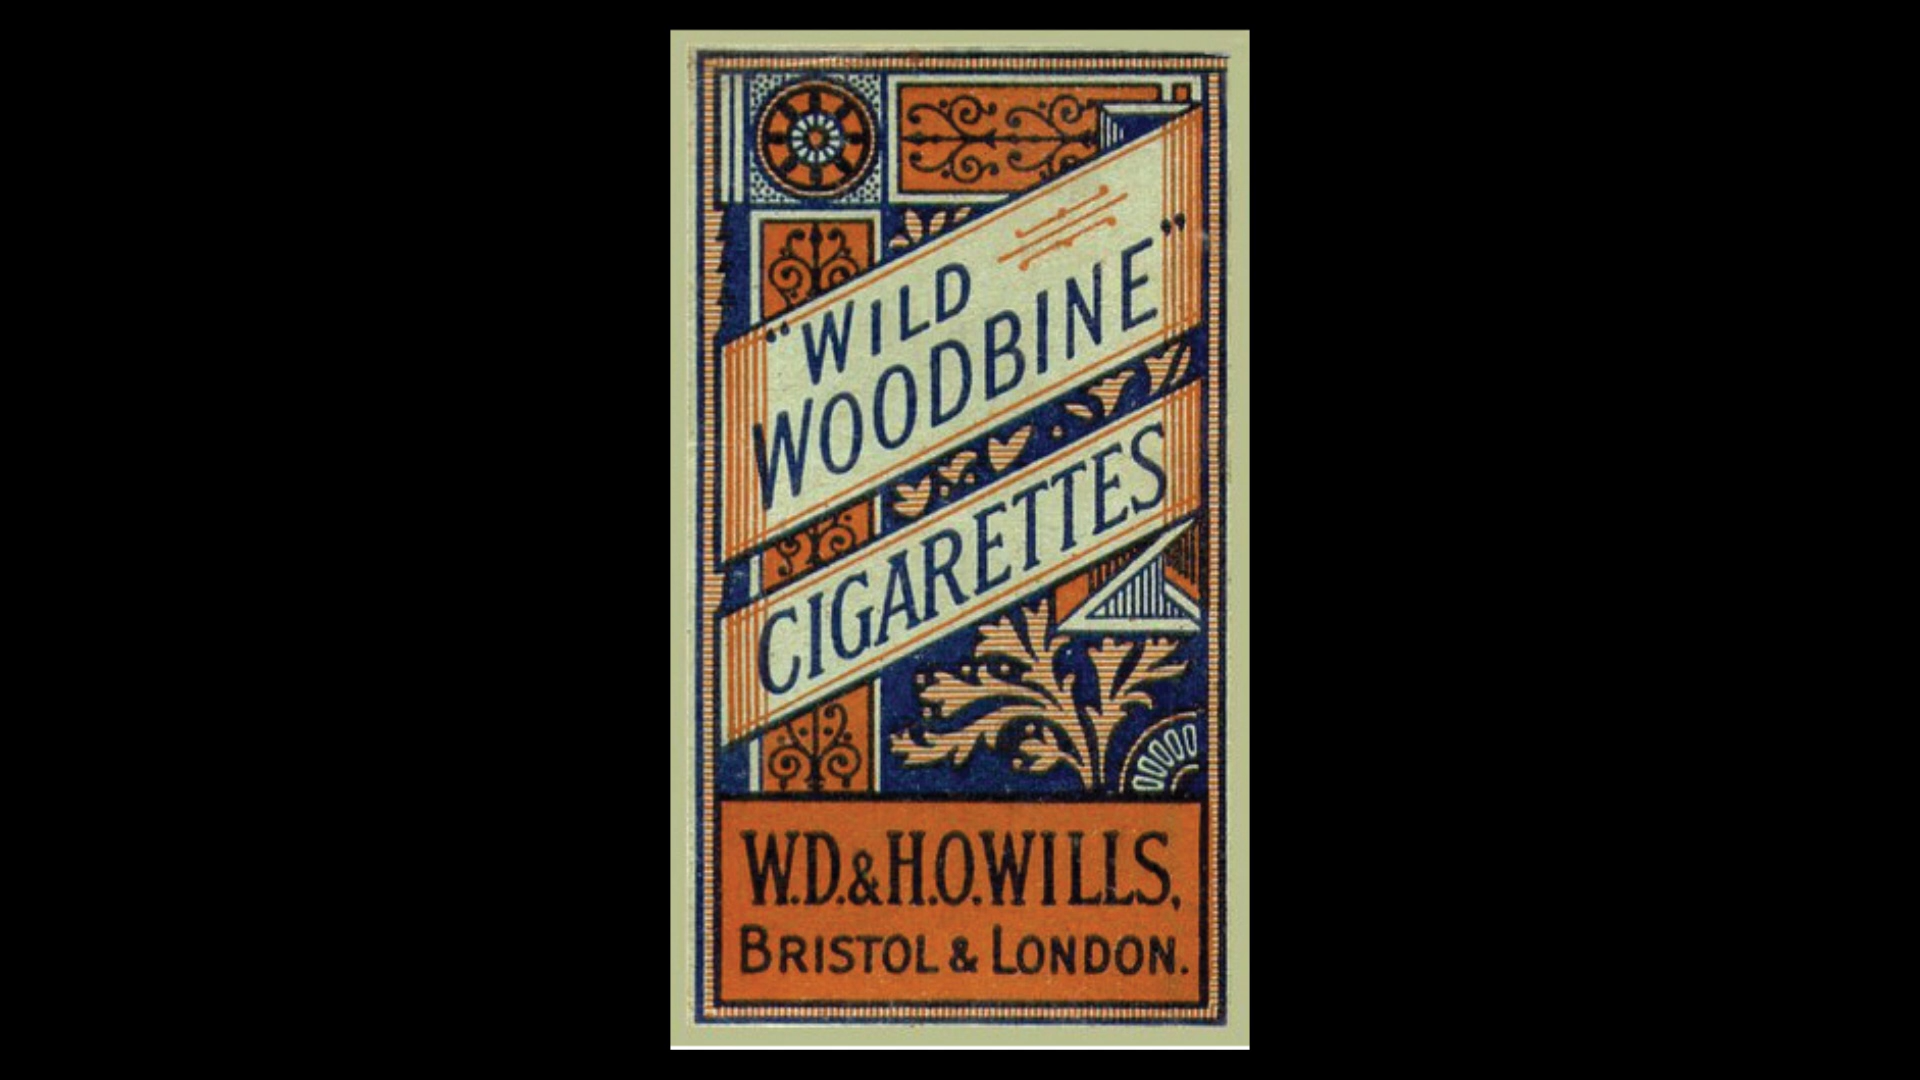 "WILD
WOODBINE"
CIGARETTES
W.D.&H.O.WILLS,
BRISTOL & LONDON.